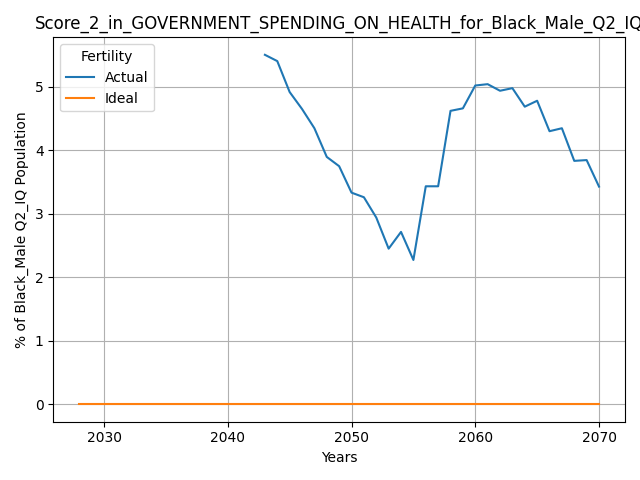 Score_2_in_GOVERNMENT_SPENDING_ON_HEALTH_for_Black_Male_Q2_IQ
Fertility
Actual
Ideal
% of Black_Male Q2_IQ Population
5
4
3
2
1
0
2030 2040 2050 2060 2070
Years